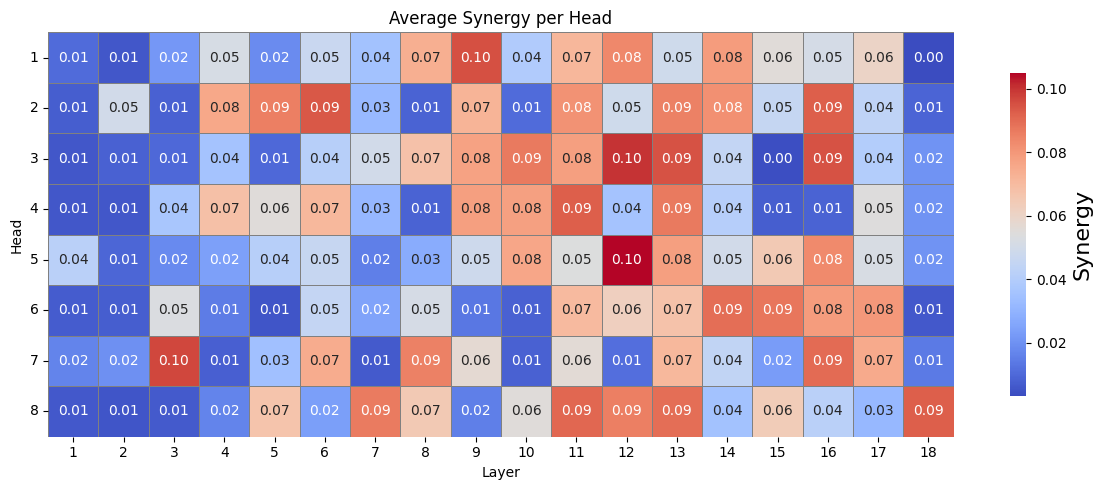 Average Synergy per Head
1 0.01 0.01 0.02 0.05 0.02 0.05 0.04 0.07 0.10 0.04 0.07 0.08 0.05 0.08 0.06 0.05 0.06 0.00
2 0.01 0.05 0.01 0.08 0.09 0.09 0.03 0.01 0.07 0.01 0.08 0.05 0.09 0.08 0.05 0.09 0.04 0.01
3 0.01 0.01 0.01 0.04 0.01 0.04 0.05 0.07 0.08 0.09 0.08 0.10 0.09 0.04 0.00 0.09 0.04 0.02
4 0.01 0.01 0.04 0.07 0.06 0.07 0.03 0.01 0.08 0.08 0.09 0.04 0.09 0.04 0.01 0.01 0.05 0.02
5 0.04 0.01 0.02 0.02 0.04 0.05 0.02 0.03 0.05 0.08 0.05 0.10 0.08 0.05 0.06 0.08 0.05 0.02
6 0.01 0.01 0.05 0.01 0.01 0.05 0.02 0.05 0.01 0.01 0.07 0.06 0.07 0.09 0.09 0.08 0.08 0.01
7 0.02 0.02 0.10 0.01 0.03 0.07 0.01 0.09 0.06 0.01 0.06 0.01 0.07 0.04 0.02 0.09 0.07 0.01
8 0.01 0.01 0.01 0.02 0.07 0.02 0.09 0.07 0.02 0.06 0.09 0.09 0.09 0.04 0.06 0.04 0.03 0.09
1 2 3 4 5 6 7 8 9 10 11 12 13 14 15 16 17 18
Layer
Head
0.10
0.08
0.06
0.04
0.02
Synergy